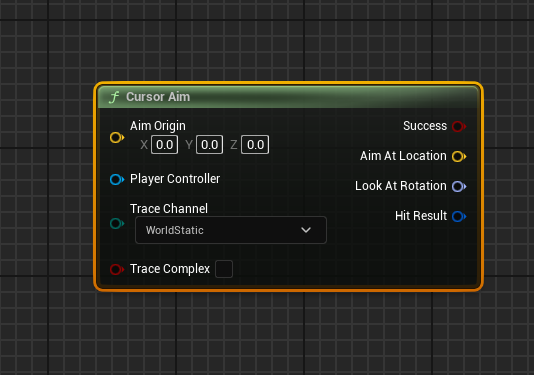 f Cursor Aim
Aim Origin
X 0.0 Y 0.0 Z 0.0
Player Controller
Trace Channel
WorldStatic
Trace Complex
Success
Aim At Location
Look At Rotation
Hit Result